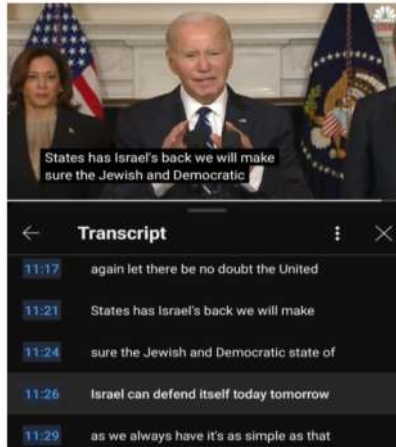 States has Israel's back we will make
sure the Jewish and Democratic
Transcript
11:17 again let there be no doubt the United
11:21 States has Israel's back we will make
11:24 sure the Jewish and Democratic state of
11:26 Israel can defend itself today tomorrow
11:29 as we always have it's as simple as that